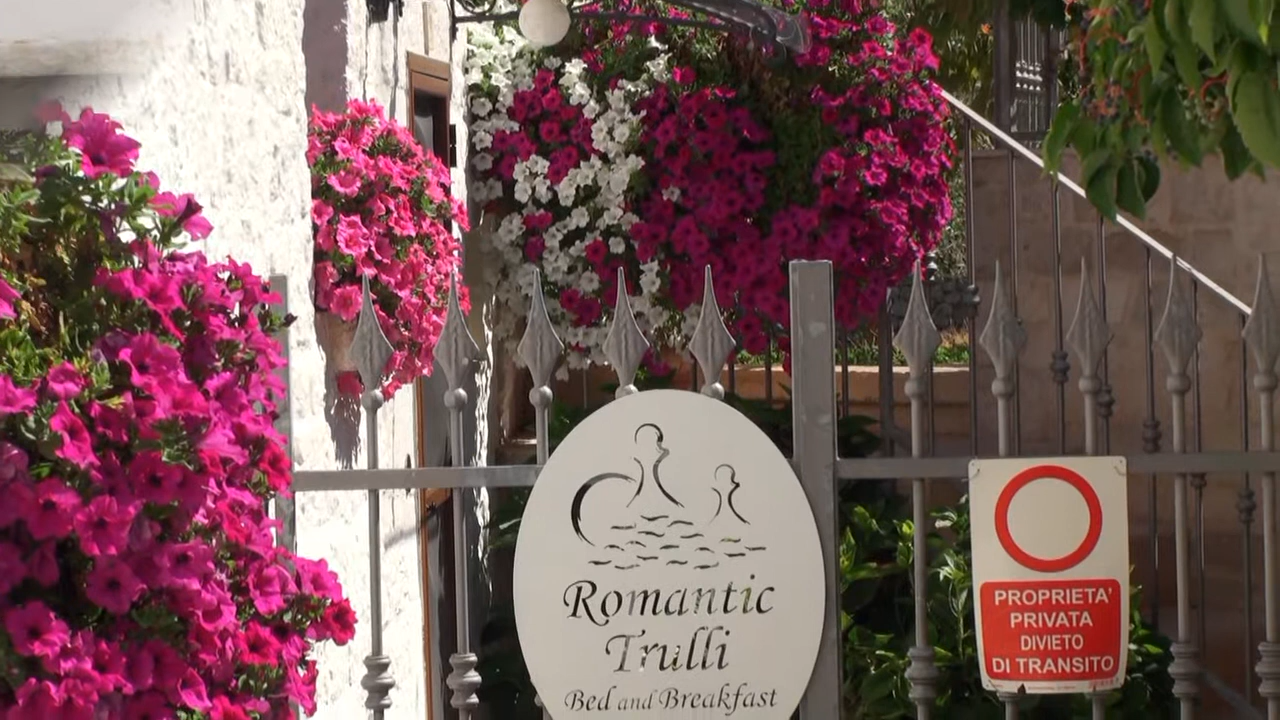 Romantic
Trulli
Bed and Breakfast
PROPRIETA'
PRIVATA
DIVIETO
DI TRANSITO